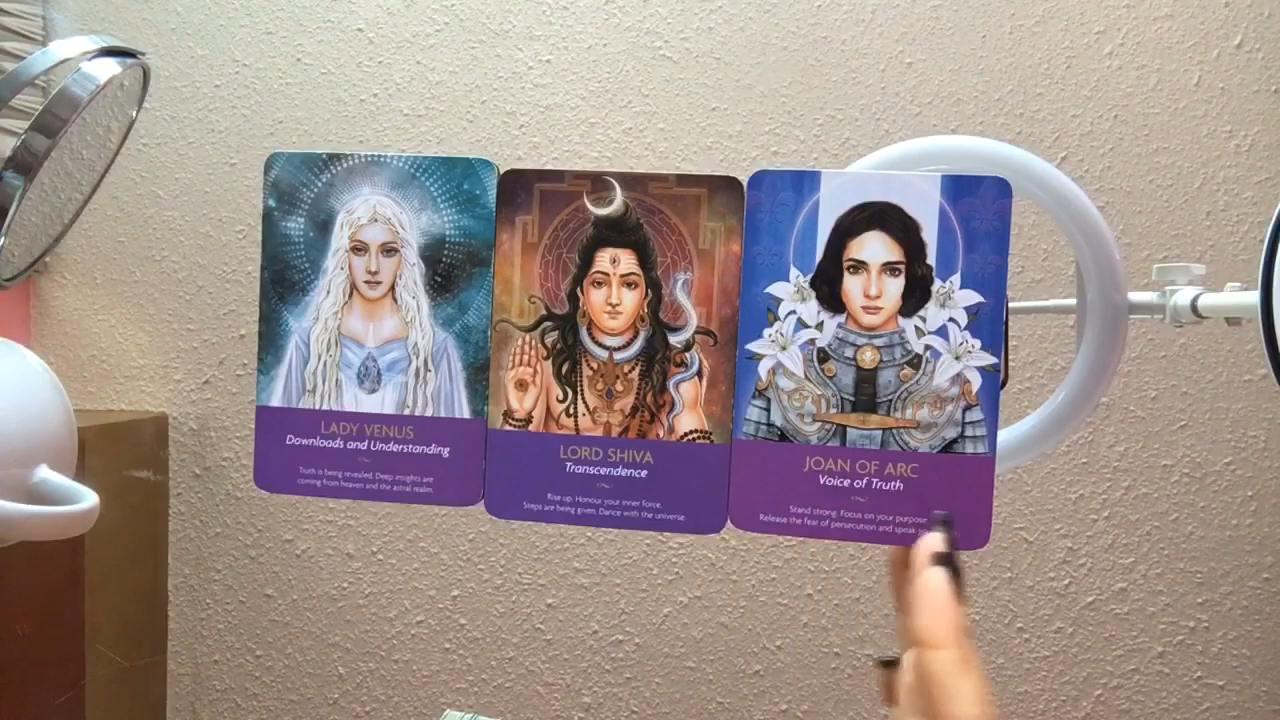 LADY VENUS
Downloads and Understanding
Truth is being revealed. Deep insights are
coming from heaven and the astral realm.
LORD SHIVA
Transcendence
Rise up. Honour your inner force.
Steps are being given. Dance with the universe.
JOAN OF ARC
Voice of Truth
Stand strong. Focus on your purpose.
Release the fear of persecution and speak